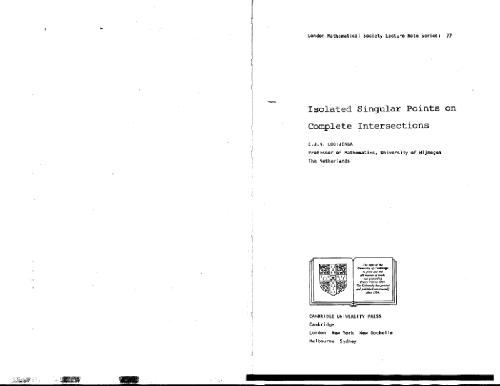 London Mathematical Society Lecture Note Series: 77
Isolated Singular Points on
Complete Intersections
E.J.N. LOOIJENGA
Professor of Mathematics, University of Nijmegen
The Netherlands
The right of the
University of Cambridge
to print and sell
all manner of books
was granted by
Henry VIII in 1534.
The University has printed
and published continuously
since 1584.
CAMBRIDGE UNIVERSITY PRESS
Cambridge
London New York New Rochelle
Melbourne Sydney